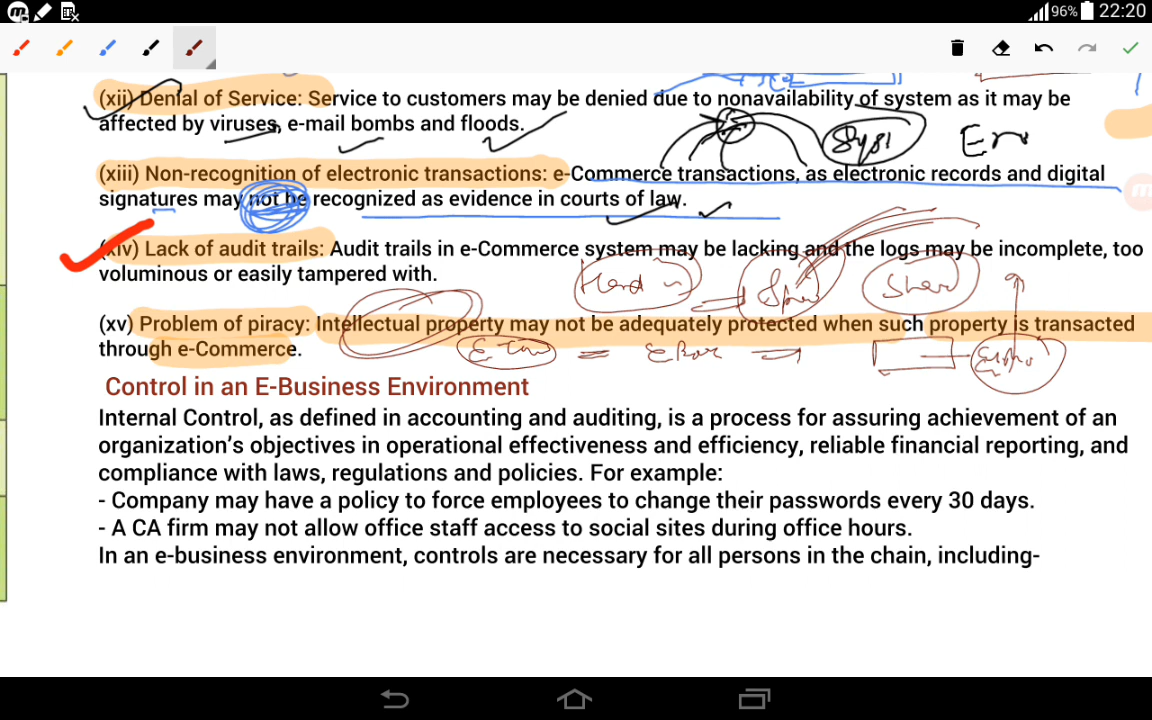 96% 22:20
(xii) Denial of Service: Service to customers may be denied due to nonavailability of system as it may be
affected by viruses, e-mail bombs and floods.
(xiii) Non-recognition of electronic transactions: e-Commerce transactions, as electronic records and digital
signatures may not be recognized as evidence in courts of law.
(xiv) Lack of audit trails: Audit trails in e-Commerce system may be lacking and the logs may be incomplete, too
voluminous or easily tampered with.
(xv) Problem of piracy: Intellectual property may not be adequately protected when such property is transacted
through e-Commerce.
Control in an E-Business Environment
Internal Control, as defined in accounting and auditing, is a process for assuring achievement of an
organization's objectives in operational effectiveness and efficiency, reliable financial reporting, and
compliance with laws, regulations and policies. For example:
- Company may have a policy to force employees to change their passwords every 30 days.
- A CA firm may not allow office staff access to social sites during office hours.
In an e-business environment, controls are necessary for all persons in the chain, including-